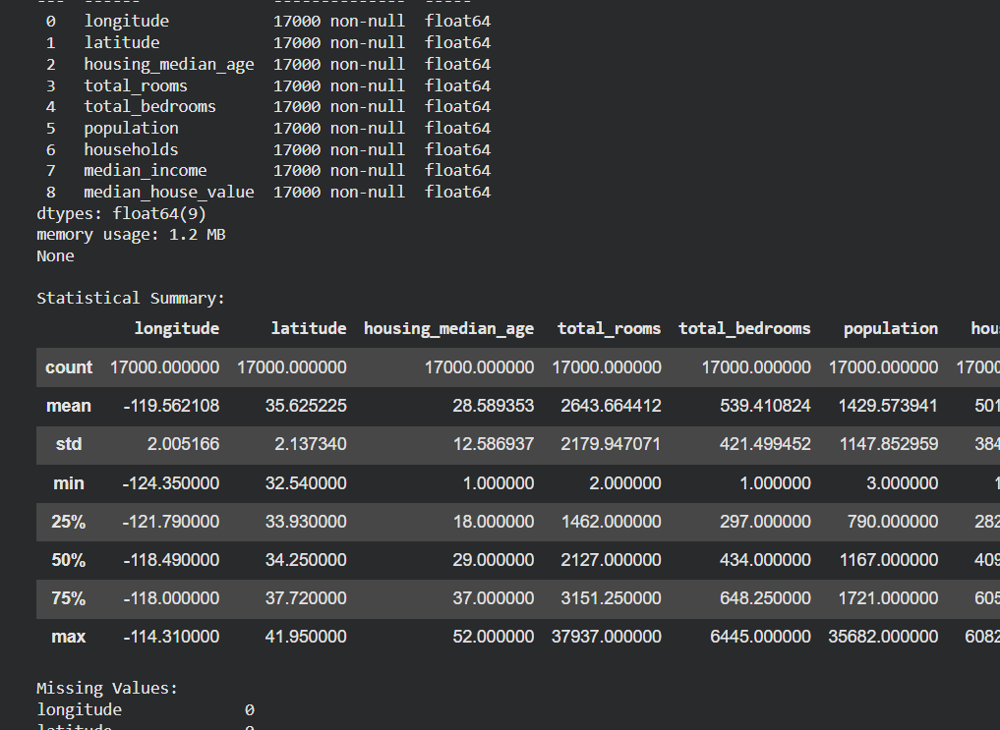 ---  ------  --------------  -----
0 longitude 17000 non-null float64
1 latitude 17000 non-null float64
2 housing_median_age 17000 non-null float64
3 total_rooms 17000 non-null float64
4 total_bedrooms 17000 non-null float64
5 population 17000 non-null float64
6 households 17000 non-null float64
7 median_income 17000 non-null float64
8 median_house_value 17000 non-null float64
dtypes: float64(9)
memory usage: 1.2 MB
None
Statistical Summary:
longitude latitude housing_median_age total_rooms total_bedrooms population hou
count 17000.000000 17000.000000 17000.000000 17000.000000 17000.000000 17000.000000 17000
mean -119.562108 35.625225 28.589353 2643.664412 539.410824 1429.573941 501
std 2.005166 2.137340 12.586937 2179.947071 421.499452 1147.852959 384
min -124.350000 32.540000 1.000000 2.000000 1.000000 3.000000 1
25% -121.790000 33.930000 18.000000 1462.000000 297.000000 790.000000 282
50% -118.490000 34.250000 29.000000 2127.000000 434.000000 1167.000000 409
75% -118.000000 37.720000 37.000000 3151.250000 648.250000 1721.000000 605
max -114.310000 41.950000 52.000000 37937.000000 6445.000000 35682.000000 6082
Missing Values:
longitude 0
latitude 0